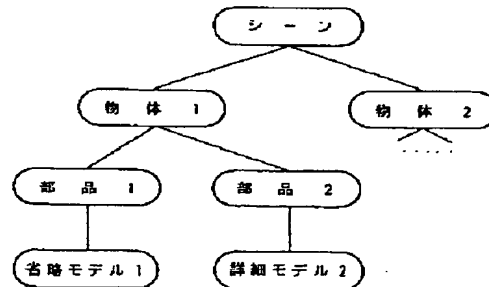 シーン
物体1
物体2
.....
部品1
部品2
省略モデル1
詳細モデル2